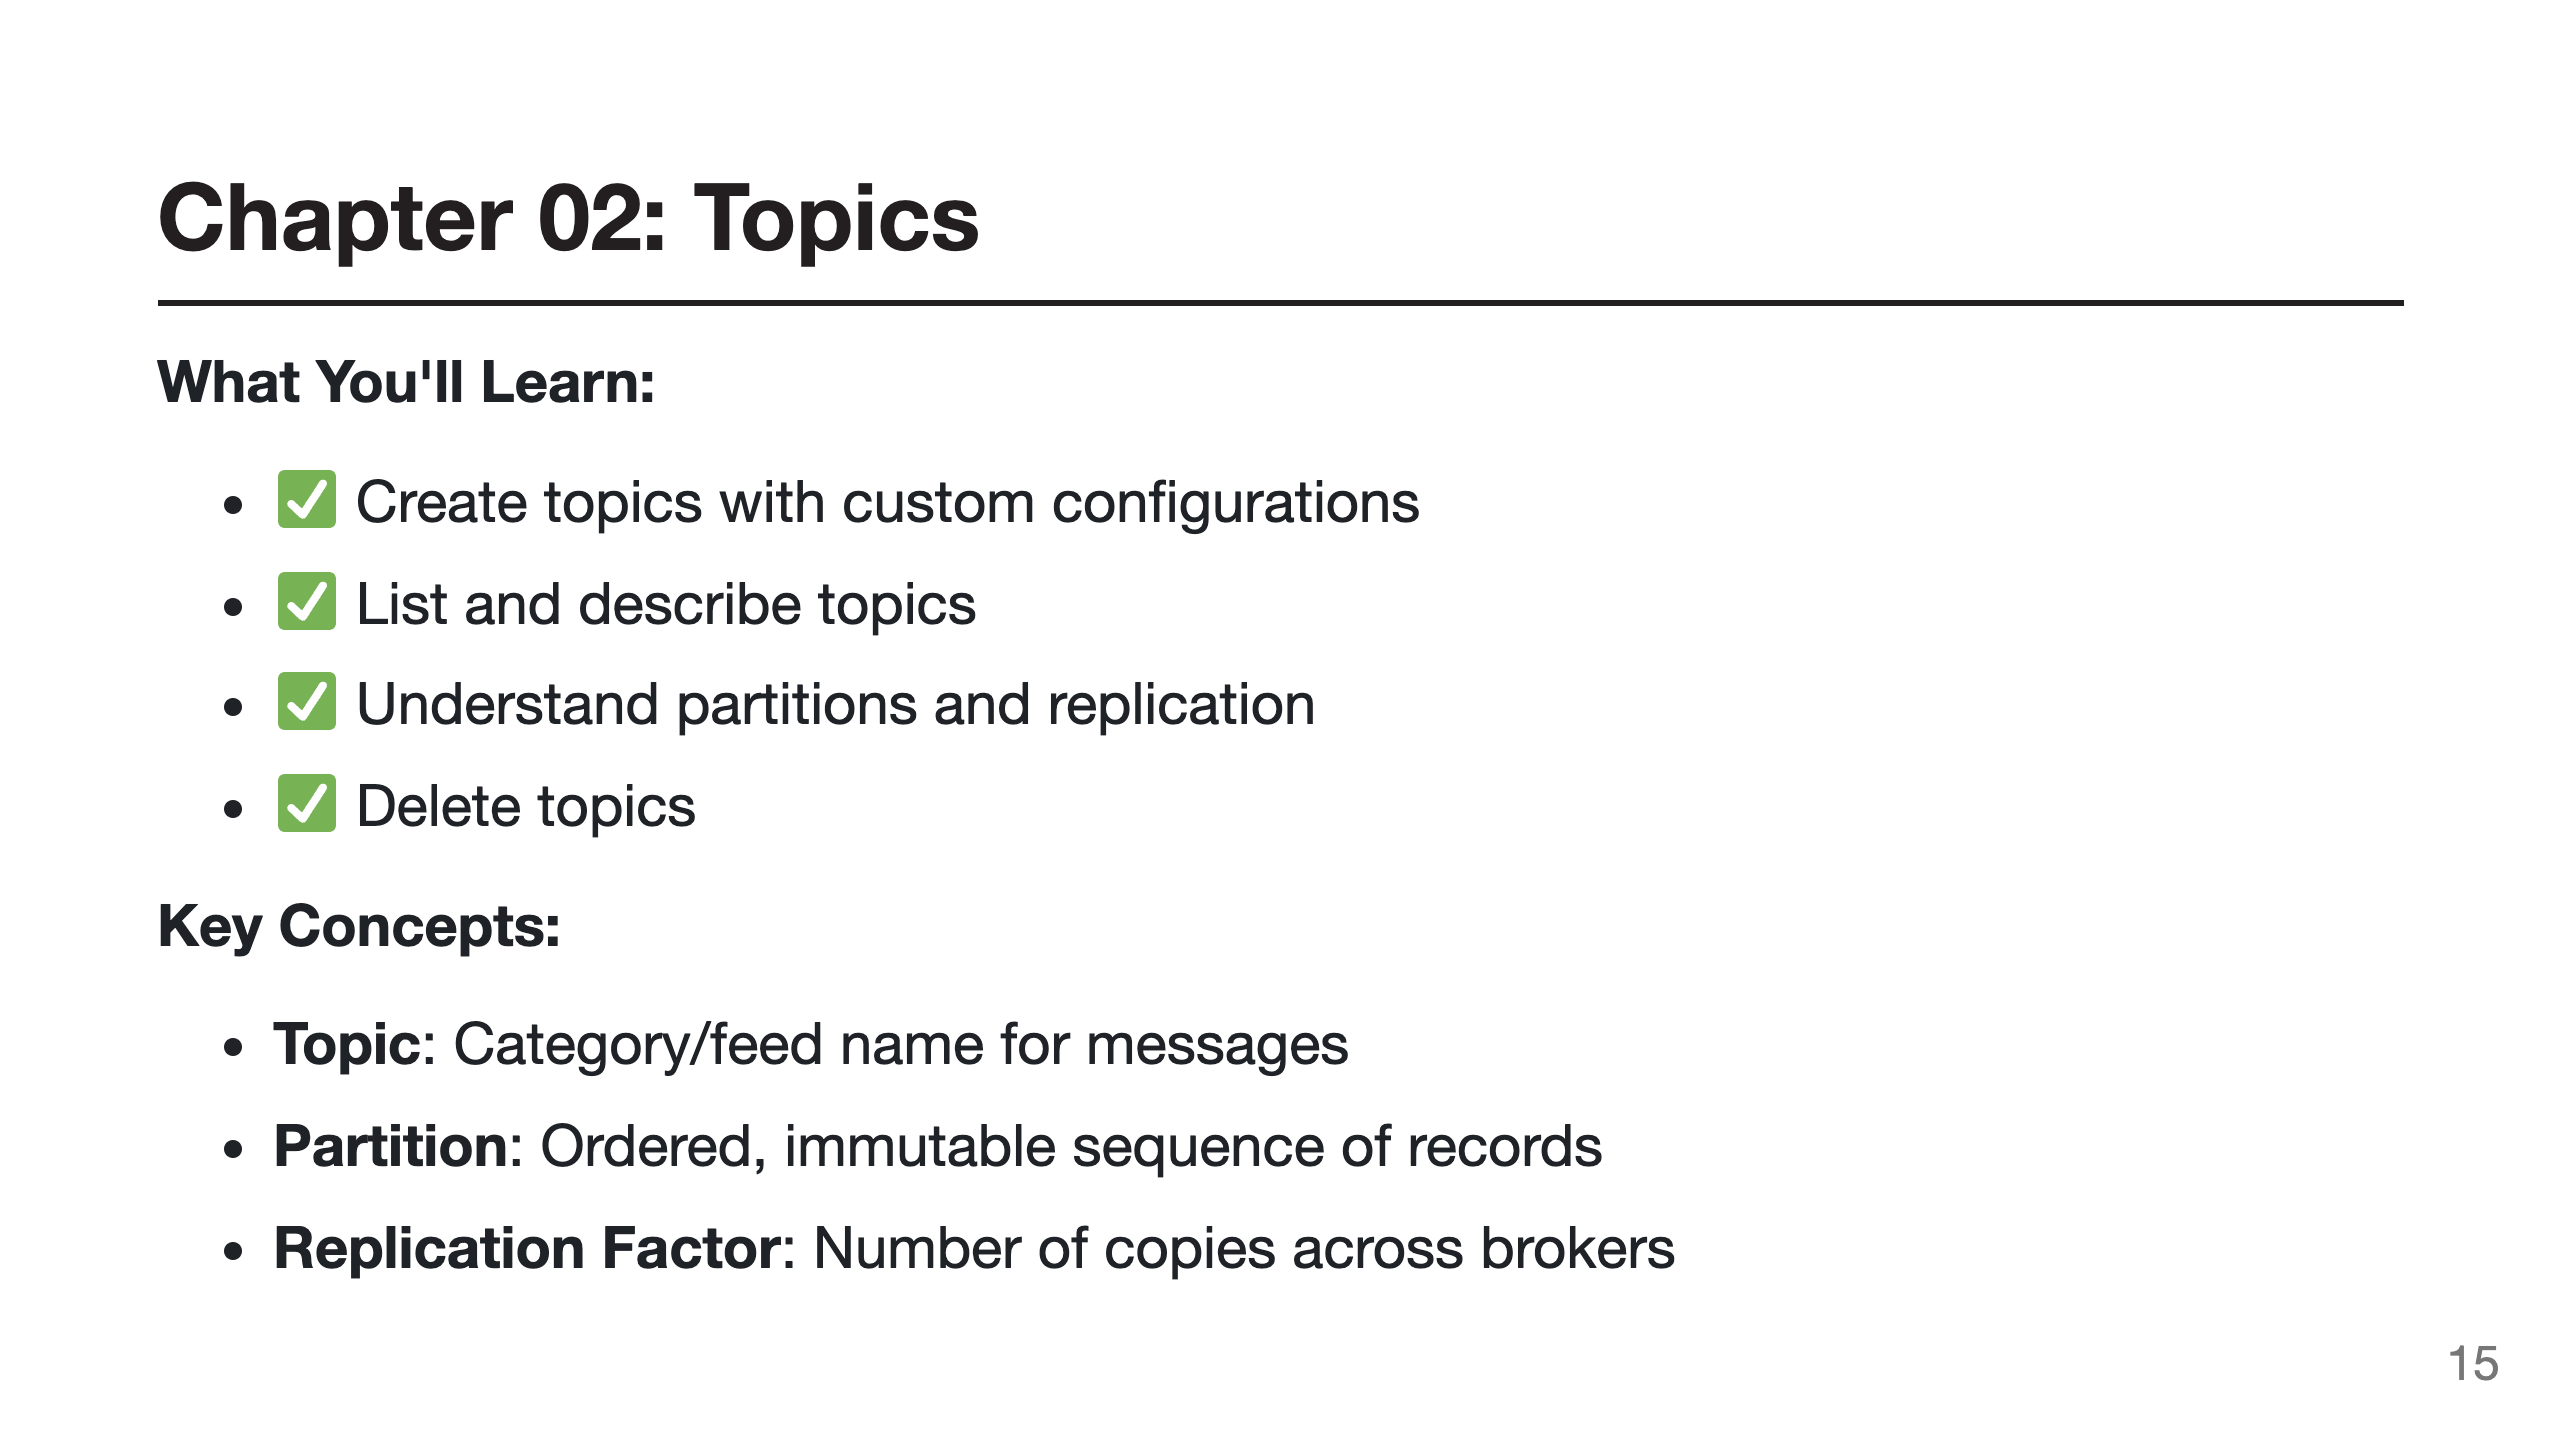 Chapter 02: Topics
What You'll Learn:
• ✅ Create topics with custom configurations
• ✅ List and describe topics
• ✅ Understand partitions and replication
• ✅ Delete topics
Key Concepts:
• Topic: Category/feed name for messages
• Partition: Ordered, immutable sequence of records
• Replication Factor: Number of copies across brokers
15